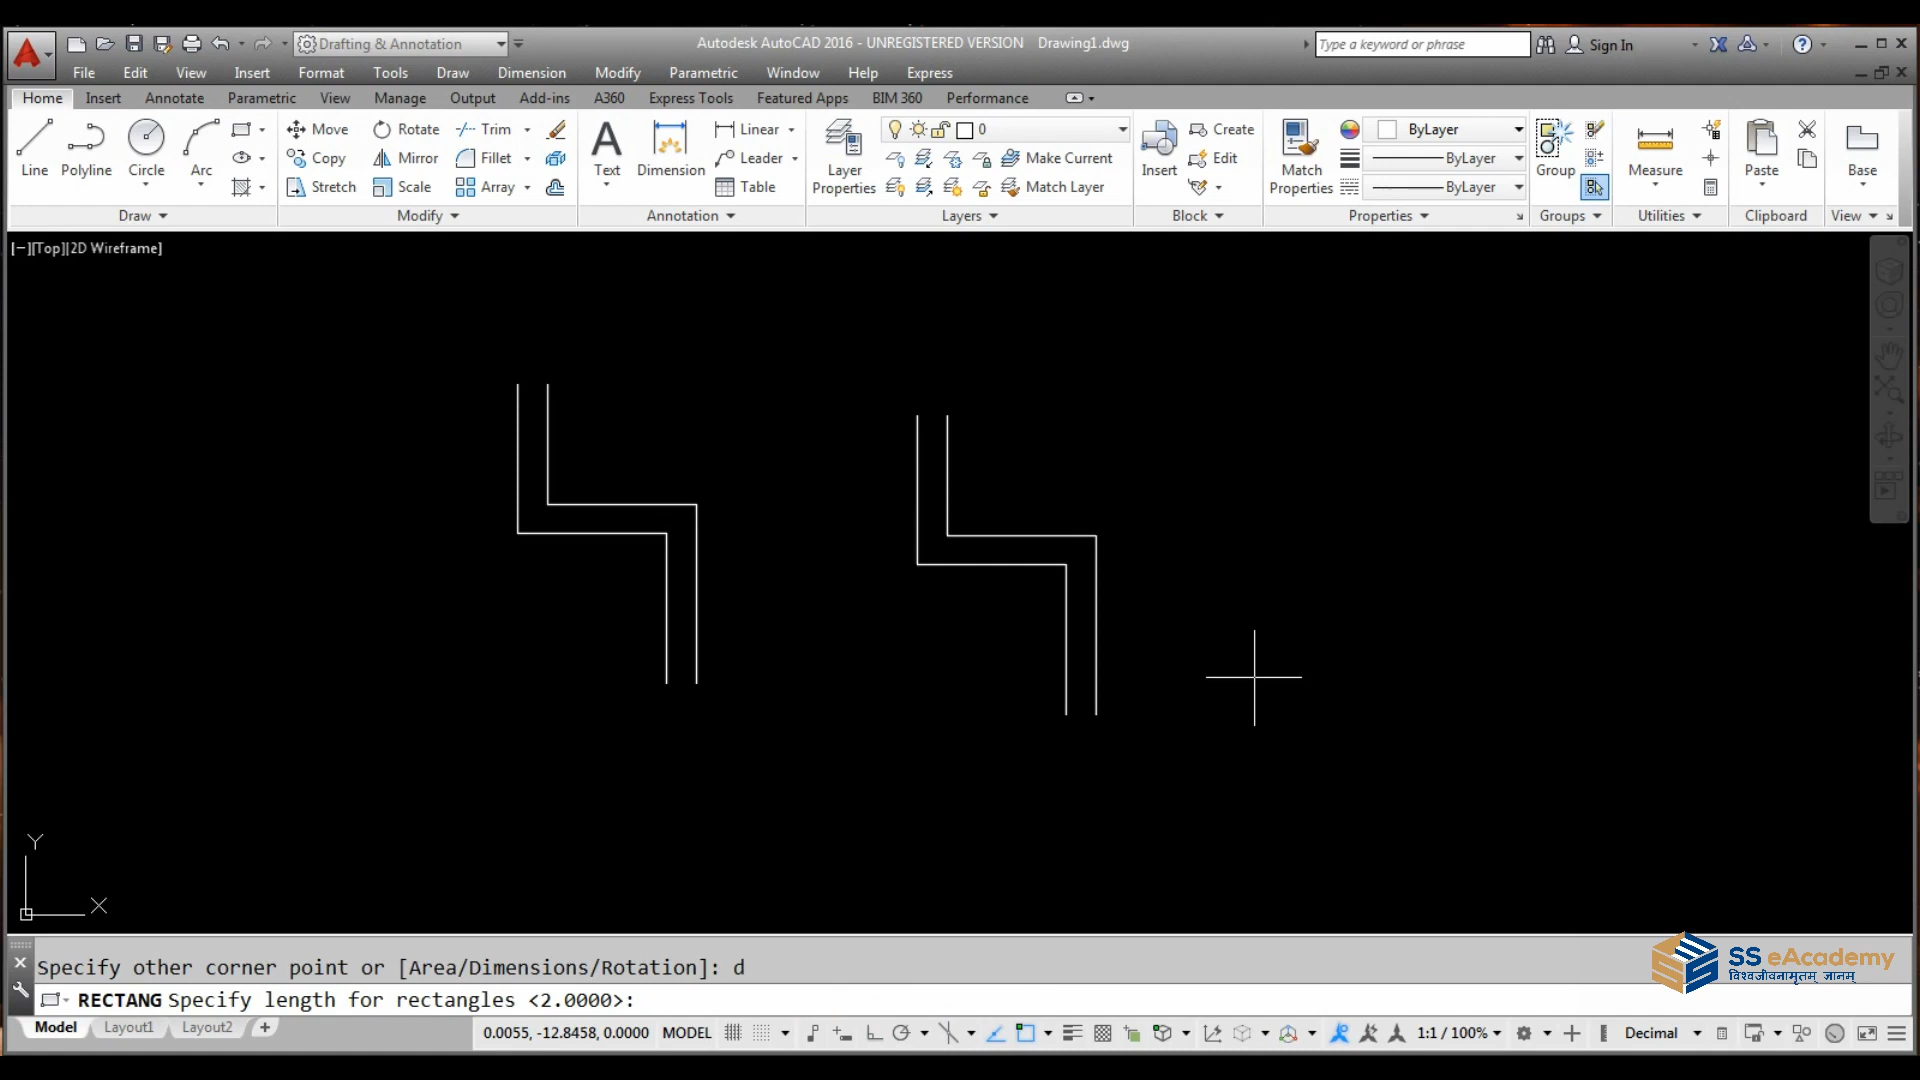 Drafting & Annotation
Autodesk AutoCAD 2016 - UNREGISTERED VERSION Drawing1.dwg
Type a keyword or phrase
Sign In
File Edit View Insert Format Tools Draw Dimension Modify Parametric Window Help Express
Home Insert Annotate Parametric View Manage Output Add-ins A360 Express Tools Featured Apps BIM 360 Performance
Line Polyline Circle Arc
Move Rotate Trim
Copy Mirror Fillet
Stretch Scale Array
Text Dimension
Linear
Leader
Table
Layer Properties
0
Make Current
Match Layer
Insert
Create
Edit
Match Properties
ByLayer
ByLayer
ByLayer
Group Measure Paste Base
Draw Modify Annotation Layers Block Properties Groups Utilities Clipboard View
[−][Top][2D Wireframe]
Y
X
Specify other corner point or [Area/Dimensions/Rotation]: d
RECTANG Specify length for rectangles <2.0000>:
SS eAcademy
विश्वजीवनामृतम् ज्ञानम्
Model Layout1 Layout2 +
0.0055, -12.8458, 0.0000 MODEL
1:1 / 100%
Decimal